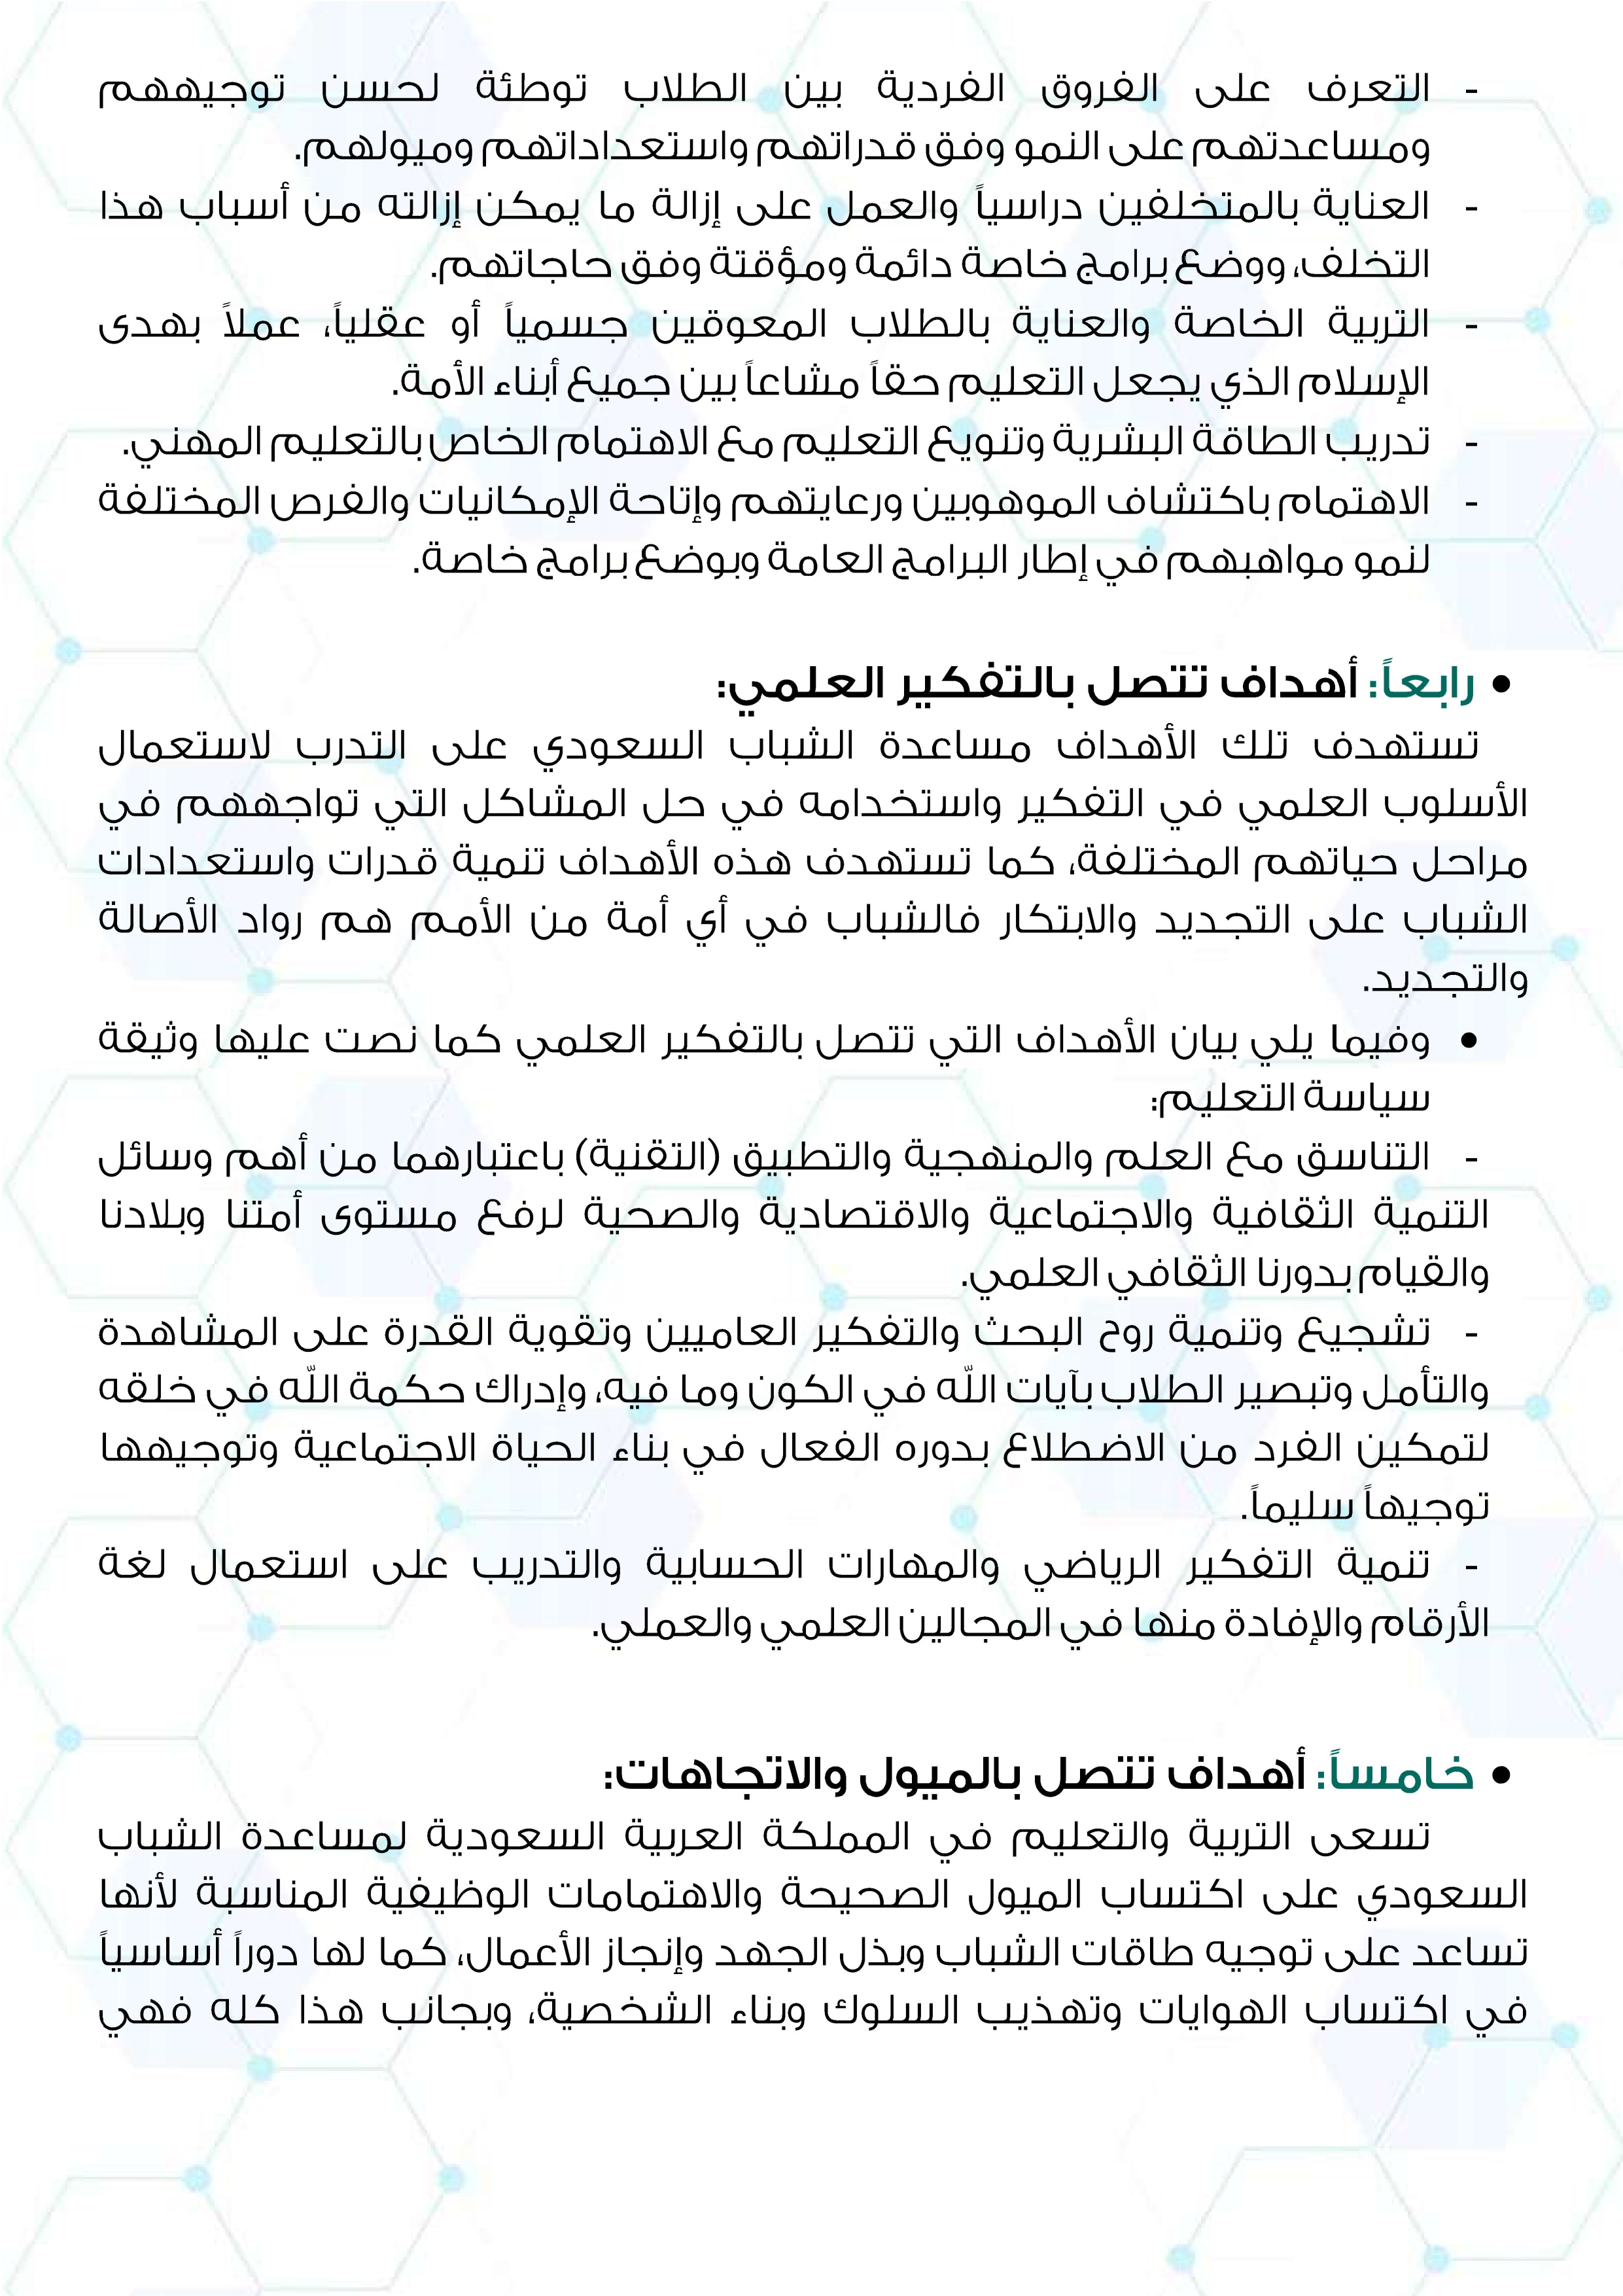 - التعرف على الفروق الفردية بين الطلاب توطئة لحسن توجيههم
ومساعدتهم على النمو وفق قدراتهم واستعداداتهم وميولهم.
- العناية بالمتخلفين دراسياً والعمل على إزالة ما يمكن إزالته من أسباب هذا
التخلف، ووضع برامج خاصة دائمة ومؤقتة وفق حاجاتهم.
- التربية الخاصة والعناية بالطلاب المعوقين جسمياً أو عقلياً، عملاً بهدى
الإسلام الذي يجعل التعليم حقاً مشاعاً بين جميع أبناء الأمة.
- تدريب الطاقة البشرية وتنويع التعليم مع الاهتمام الخاص بالتعليم المهني.
- الاهتمام باكتشاف الموهوبين ورعايتهم وإتاحة الإمكانيات والفرص المختلفة
لنمو مواهبهم في إطار البرامج العامة وبوضع برامج خاصة.
• رابعاً: أهداف تتصل بالتفكير العلمي:
تستهدف تلك الأهداف مساعدة الشباب السعودي على التدرب لاستعمال
الأسلوب العلمي في التفكير واستخدامه في حل المشاكل التي تواجههم في
مراحل حياتهم المختلفة، كما تستهدف هذه الأهداف تنمية قدرات واستعدادات
الشباب على التجديد والابتكار فالشباب في أي أمة من الأمم هم رواد الأصالة
والتجديد.
• وفيما يلي بيان الأهداف التي تتصل بالتفكير العلمي كما نصت عليها وثيقة
سياسة التعليم:
- التناسق مع العلم والمنهجية والتطبيق (التقنية) باعتبارهما من أهم وسائل
التنمية الثقافية والاجتماعية والاقتصادية والصحية لرفع مستوى أمتنا وبلادنا
والقيام بدورنا الثقافي العلمي.
- تشجيع وتنمية روح البحث والتفكير العاميين وتقوية القدرة على المشاهدة
والتأمل وتبصير الطلاب بآيات اللّه في الكون وما فيه، وإدراك حكمة اللّه في خلقه
لتمكين الفرد من الاضطلاع بدوره الفعال في بناء الحياة الاجتماعية وتوجيهها
توجيهاً سليماً.
- تنمية التفكير الرياضي والمهارات الحسابية والتدريب على استعمال لغة
الأرقام والإفادة منها في المجالين العلمي والعملي.
• خامساً: أهداف تتصل بالميول والاتجاهات:
تسعى التربية والتعليم في المملكة العربية السعودية لمساعدة الشباب
السعودي على اكتساب الميول الصحيحة والاهتمامات الوظيفية المناسبة لأنها
تساعد على توجيه طاقات الشباب وبذل الجهد وإنجاز الأعمال، كما لها دوراً أساسياً
في اكتساب الهوايات وتهذيب السلوك وبناء الشخصية، وبجانب هذا كله فهي